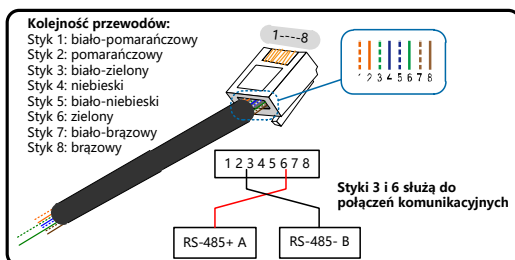 Kolejność przewodów:
Styk 1: biało-pomarańczowy
Styk 2: pomarańczowy
Styk 3: biało-zielony
Styk 4: niebieski
Styk 5: biało-niebieski
Styk 6: zielony
Styk 7: biało-brązowy
Styk 8: brązowy
1----8
1 2 3 4 5 6 7 8
1 2 3 4 5 6 7 8
Styki 3 i 6 służą do
połączeń komunikacyjnych
RS-485+ A
RS-485- B